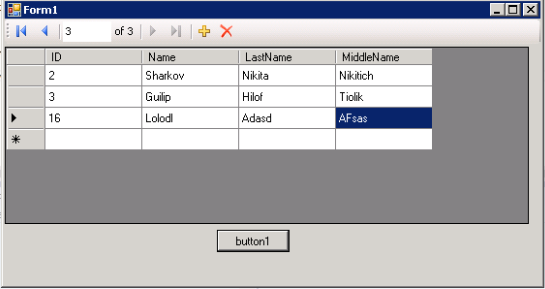 Form1
3 of 3
ID Name LastName MiddleName
2 Sharkov Nikita Nikitich
3 Guilip Hilof Tiolik
16 Lolodl Adasd AFsas
button1